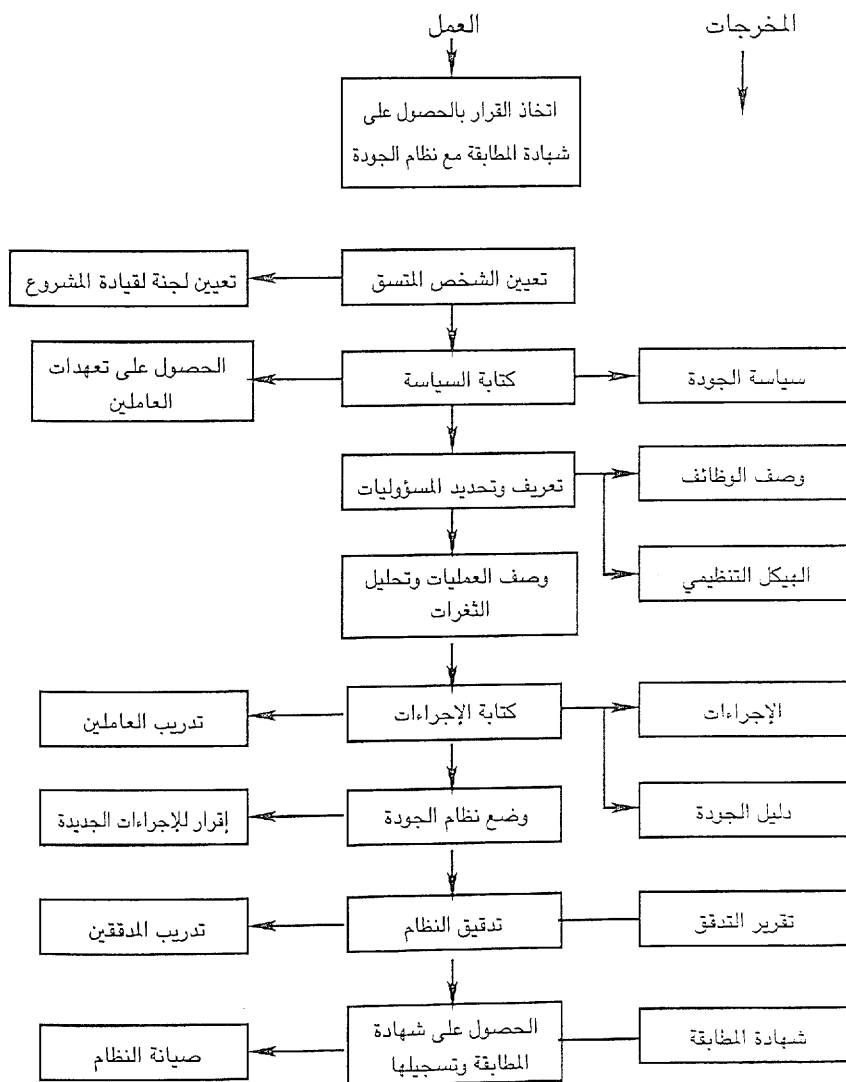 المخرجات
العمل
اتخاذ القرار بالحصول على
شهادة المطابقة مع نظام الجودة
تعيين الشخص المتسق
تعيين لجنة لقيادة المشروع
سياسة الجودة
كتابة السياسة
الحصول على تعهدات
العاملين
وصف الوظائف
تعريف وتحديد المسؤوليات
الهيكل التنظيمي
وصف العمليات وتحليل
الثغرات
الإجراءات
كتابة الإجراءات
تدريب العاملين
دليل الجودة
وضع نظام الجودة
إقرار للإجراءات الجديدة
تقرير التدقق
تدقيق النظام
تدريب المدققين
شهادة المطابقة
الحصول على شهادة
المطابقة وتسجيلها
صيانة النظام